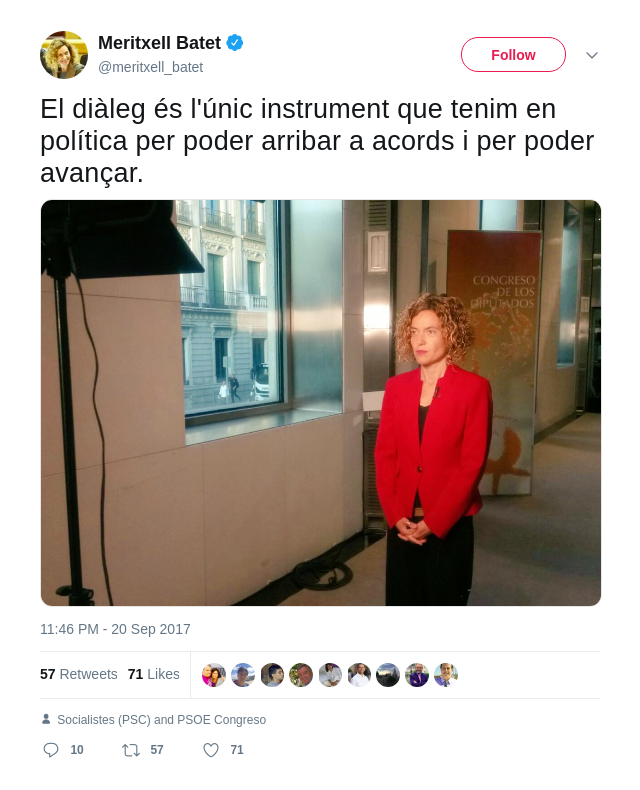 Meritxell Batet
@meritxell_batet
Follow
El diàleg és l'únic instrument que tenim en
política per poder arribar a acords i per poder
avançar.
CONGRESO
DE LOS
DIPUTADOS
11:46 PM - 20 Sep 2017
57 Retweets 71 Likes
Socialistes (PSC) and PSOE Congreso
10 57 71